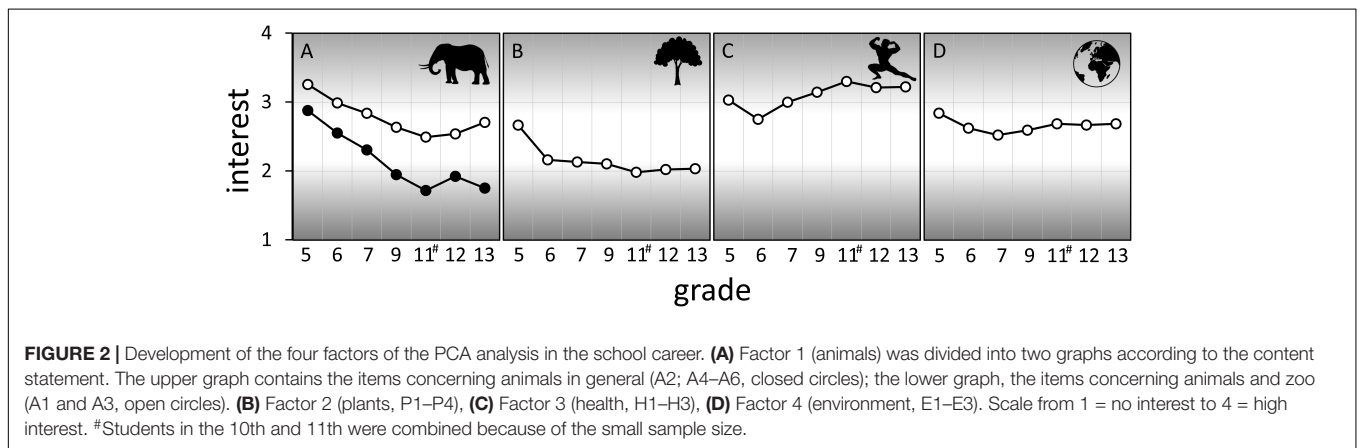 4
A
B
C
D
3
interest
2
1
5 6 7 9 11# 12 13
5 6 7 9 11# 12 13
5 6 7 9 11# 12 13
5 6 7 9 11# 12 13
grade
FIGURE 2 | Development of the four factors of the PCA analysis in the school career. (A) Factor 1 (animals) was divided into two graphs according to the content
statement. The upper graph contains the items concerning animals in general (A2; A4–A6, closed circles); the lower graph, the items concerning animals and zoo
(A1 and A3, open circles). (B) Factor 2 (plants, P1–P4), (C) Factor 3 (health, H1–H3), (D) Factor 4 (environment, E1–E3). Scale from 1 = no interest to 4 = high
interest. #Students in the 10th and 11th were combined because of the small sample size.